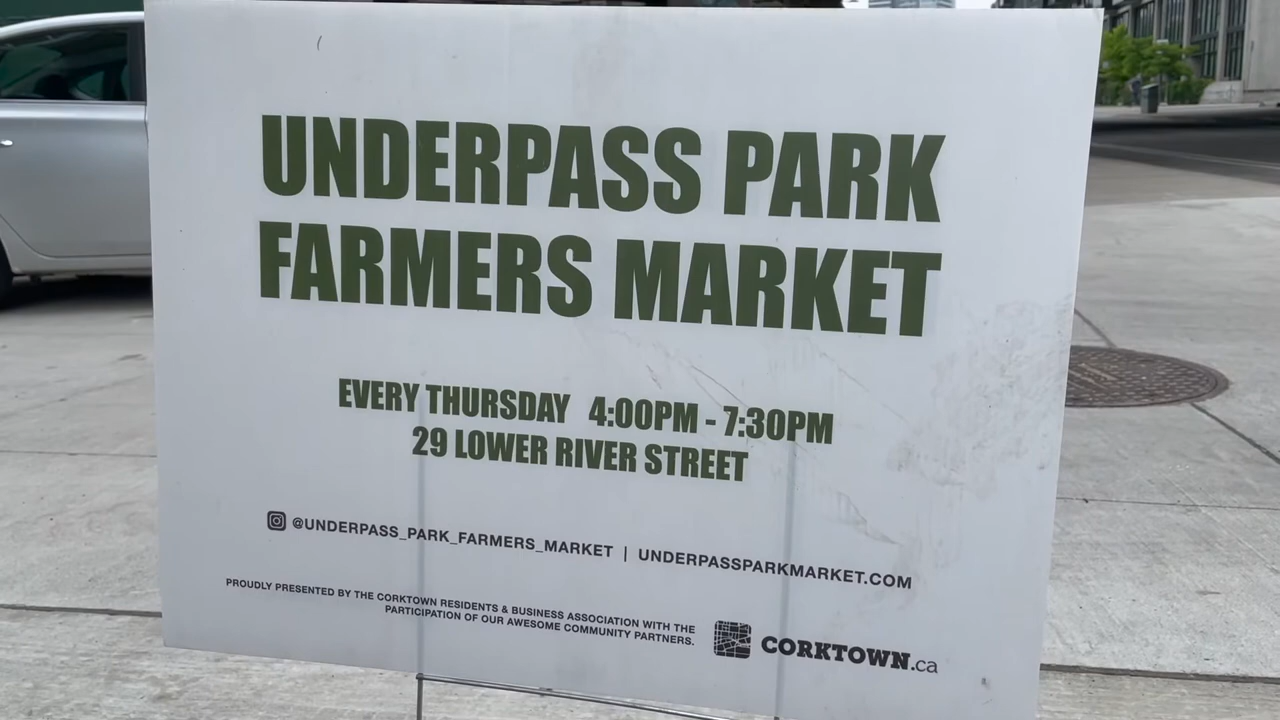 UNDERPASS PARK
FARMERS MARKET
EVERY THURSDAY 4:00PM - 7:30PM
29 LOWER RIVER STREET
@UNDERPASS_PARK_FARMERS_MARKET | UNDERPASSPARKMARKET.COM
PROUDLY PRESENTED BY THE CORKTOWN RESIDENTS & BUSINESS ASSOCIATION WITH THE
PARTICIPATION OF OUR AWESOME COMMUNITY PARTNERS.
CORKTOWN.ca